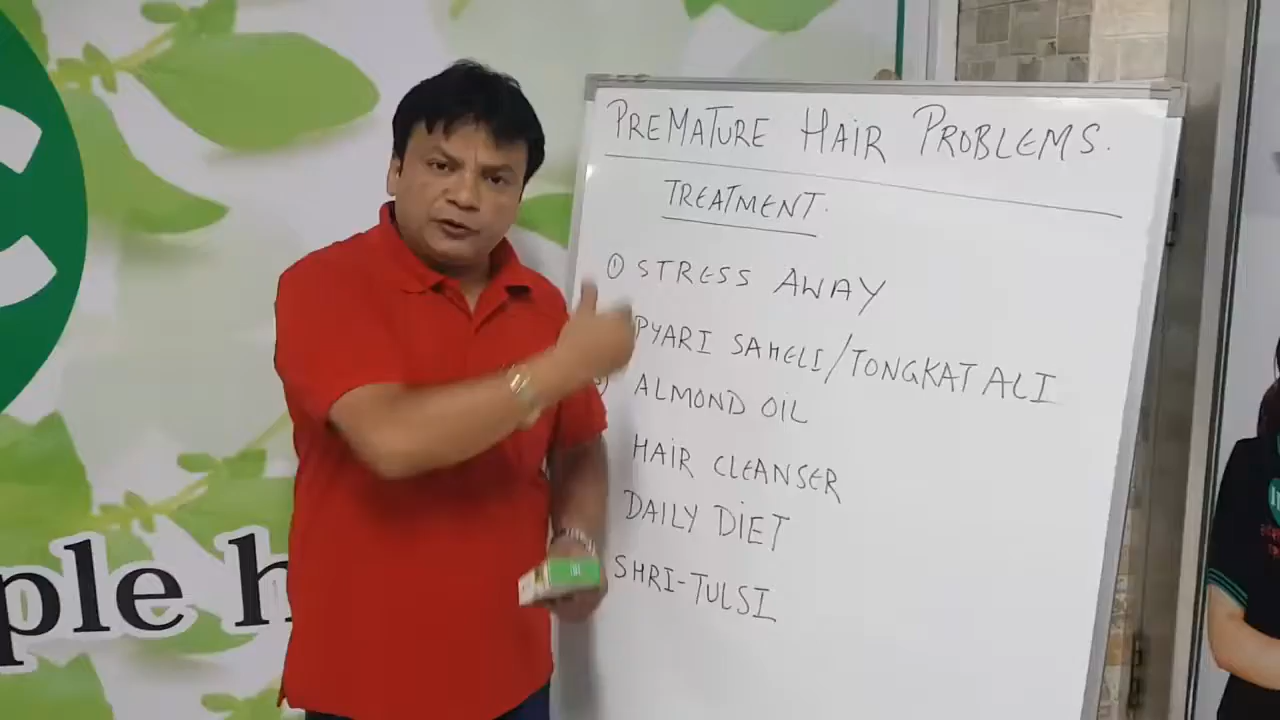 PREMATURE HAIR PROBLEMS.
TREATMENT.
① STRESS AWAY
PYARI SAHELI/TONGKAT ALI
ALMOND OIL
HAIR CLEANSER
DAILY DIET
SHRI-TULSI
ple h